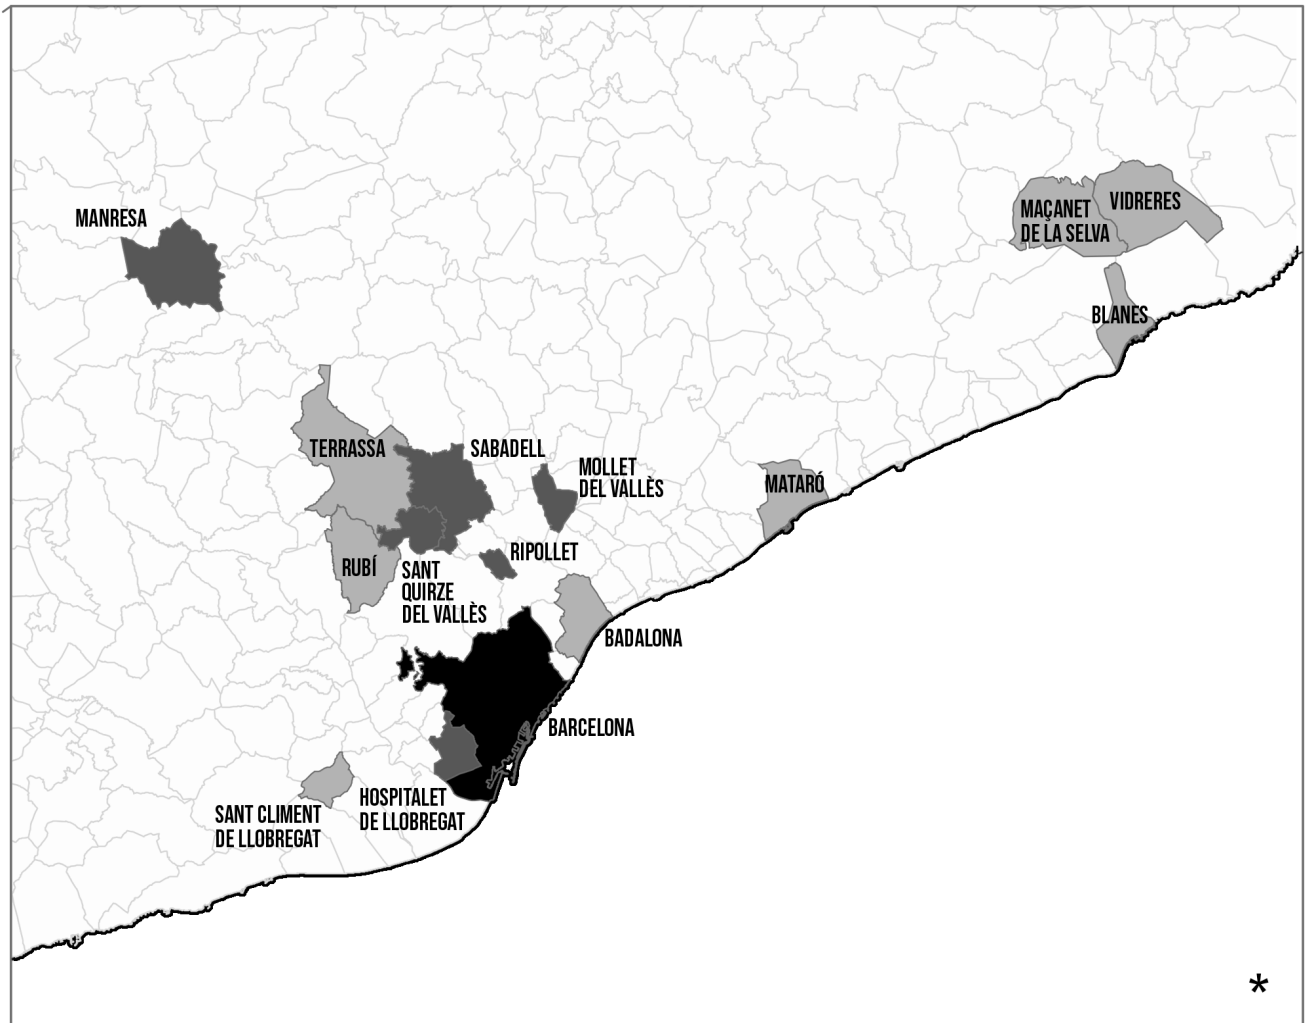 MANRESA
MAÇANET
DE LA SELVA
VIDRERES
BLANES
TERRASSA
SABADELL
MOLLET
DEL VALLÈS
MATARÓ
RUBÍ
SANT
QUIRZE
DEL VALLÈS
RIPOLLET
BADALONA
BARCELONA
SANT CLIMENT
DE LLOBREGAT
HOSPITALET
DE LLOBREGAT
*